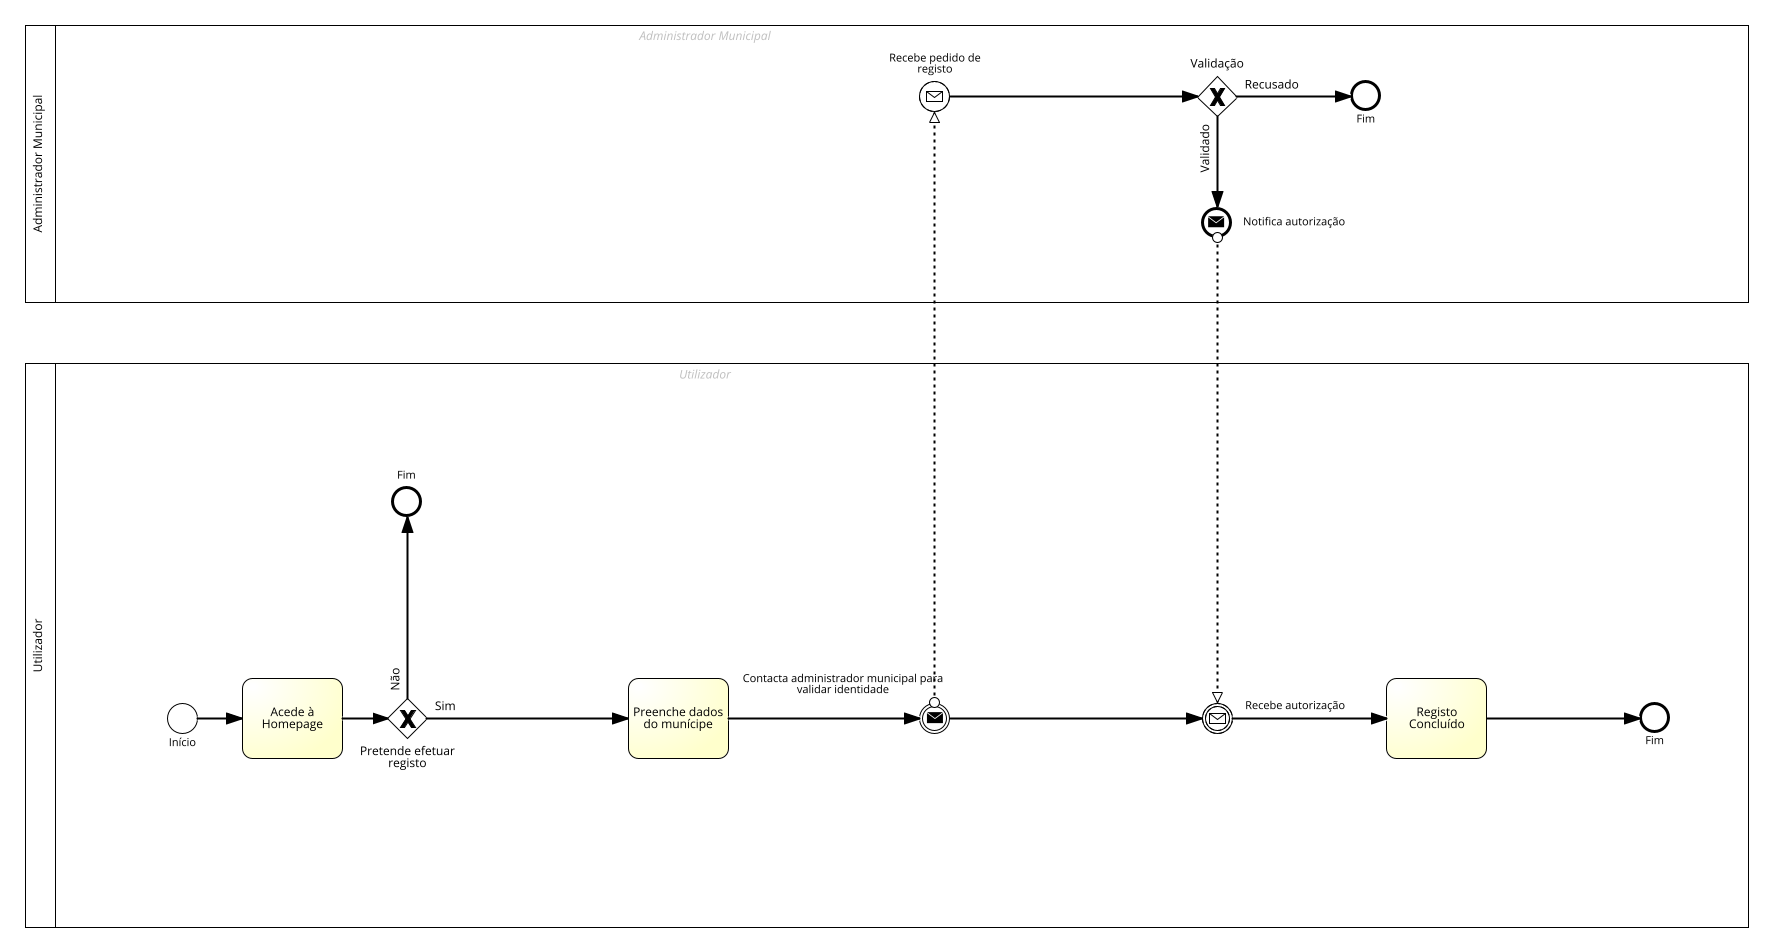 Administrador Municipal
Administrador Municipal
Recebe pedido de
registo
Validação
Recusado
Fim
Validado
Notifica autorização
Utilizador
Utilizador
Fim
Não
Sim
Início
Acede à
Homepage
Pretende efetuar
registo
Preenche dados
do munícipe
Contacta administrador municipal para
validar identidade
Recebe autorização
Registo
Concluído
Fim